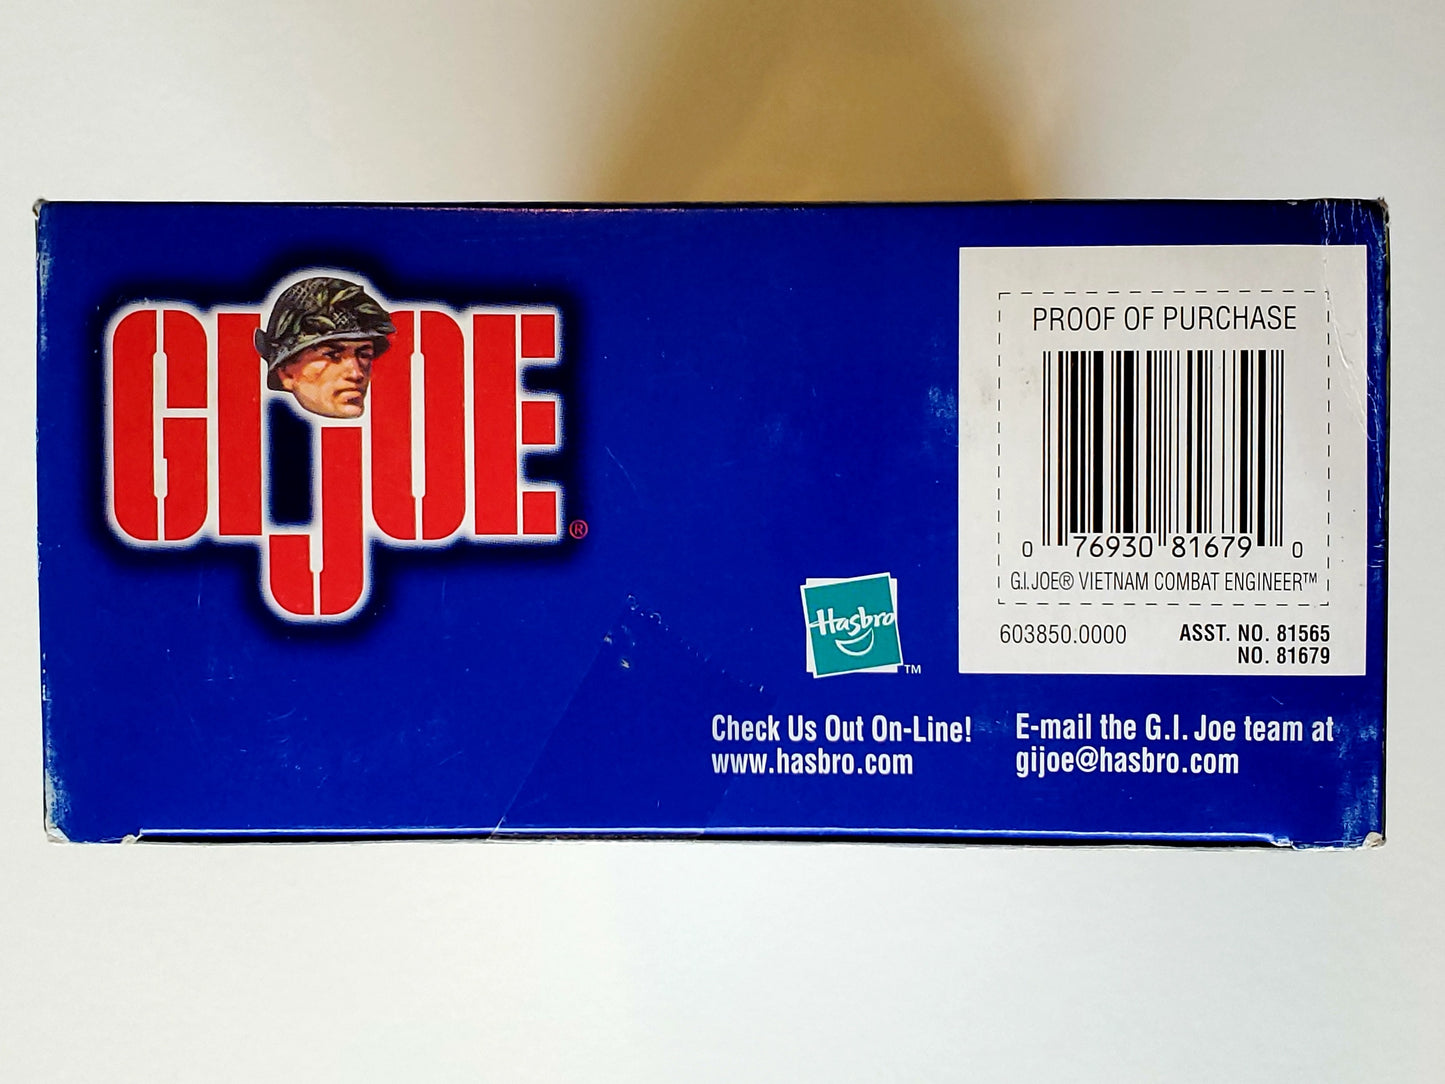 GI JOE®
PROOF OF PURCHASE
0 76930 81679 0
G.I.JOE® VIETNAM COMBAT ENGINEER™
603850.0000
ASST. NO. 81565
NO. 81679
Hasbro
™
Check Us Out On-Line!
www.hasbro.com
E-mail the G.I. Joe team at
gijoe@hasbro.com